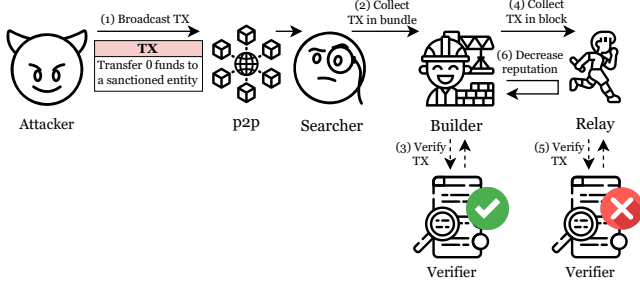 (1) Broadcast TX
TX
Transfer 0 funds to
a sanctioned entity
Attacker
p2p
Searcher
(2) Collect
TX in bundle
Builder
(4) Collect
TX in block
(6) Decrease
reputation
Relay
(3) Verify
TX
(5) Verify
TX
Verifier
Verifier